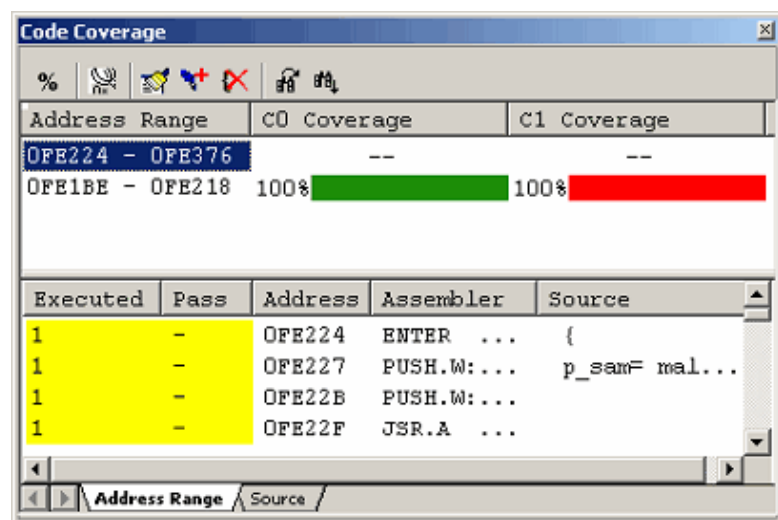 Code Coverage
%
Address Range C0 Coverage C1 Coverage
0FE224 - 0FE376 -- --
0FE1BE - 0FE218 100% 100%
Executed Pass Address Assembler Source
1 - 0FE224 ENTER ... {
1 - 0FE227 PUSH.W:... p_sam= mal...
1 - 0FE22B PUSH.W:...
1 - 0FE22F JSR.A ...
Address Range Source